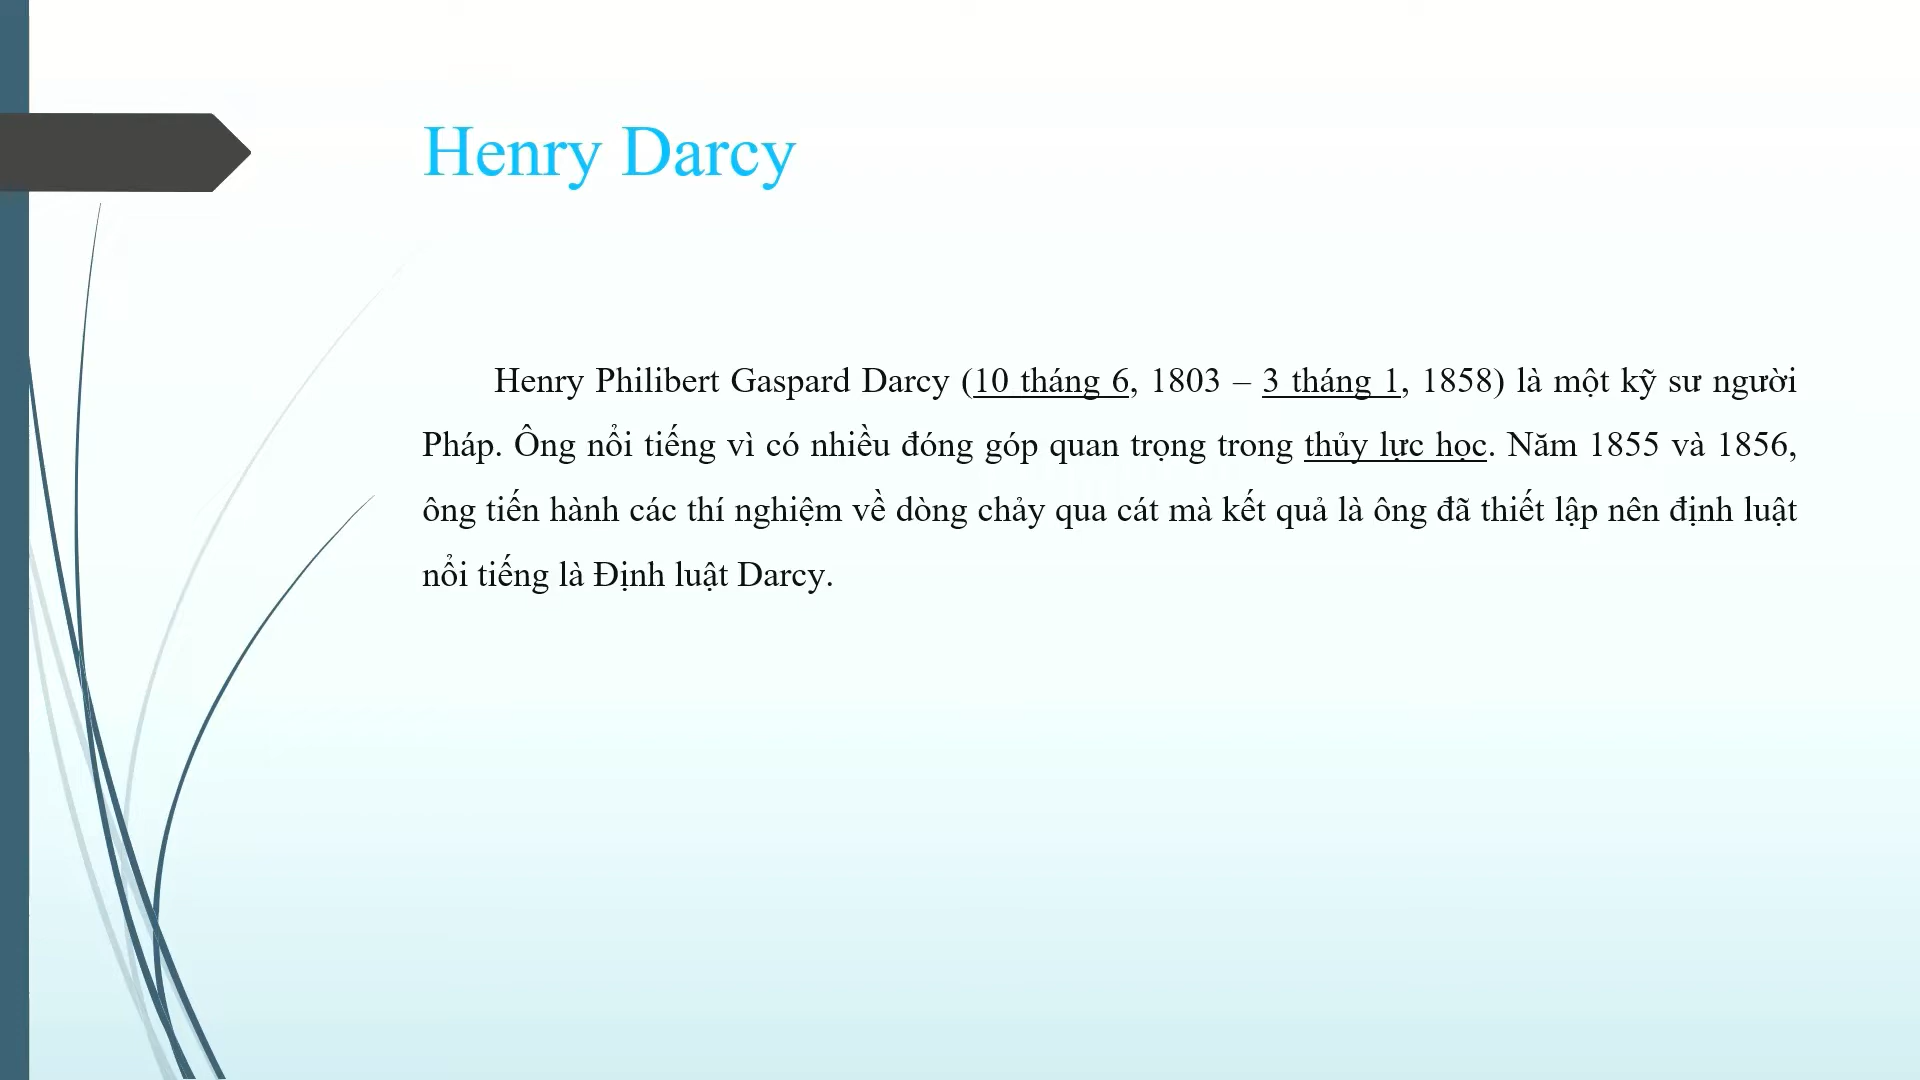 Henry Darcy
Henry Philibert Gaspard Darcy (10 tháng 6, 1803 – 3 tháng 1, 1858) là một kỹ sư người
Pháp. Ông nổi tiếng vì có nhiều đóng góp quan trọng trong thủy lực học. Năm 1855 và 1856,
ông tiến hành các thí nghiệm về dòng chảy qua cát mà kết quả là ông đã thiết lập nên định luật
nổi tiếng là Định luật Darcy.